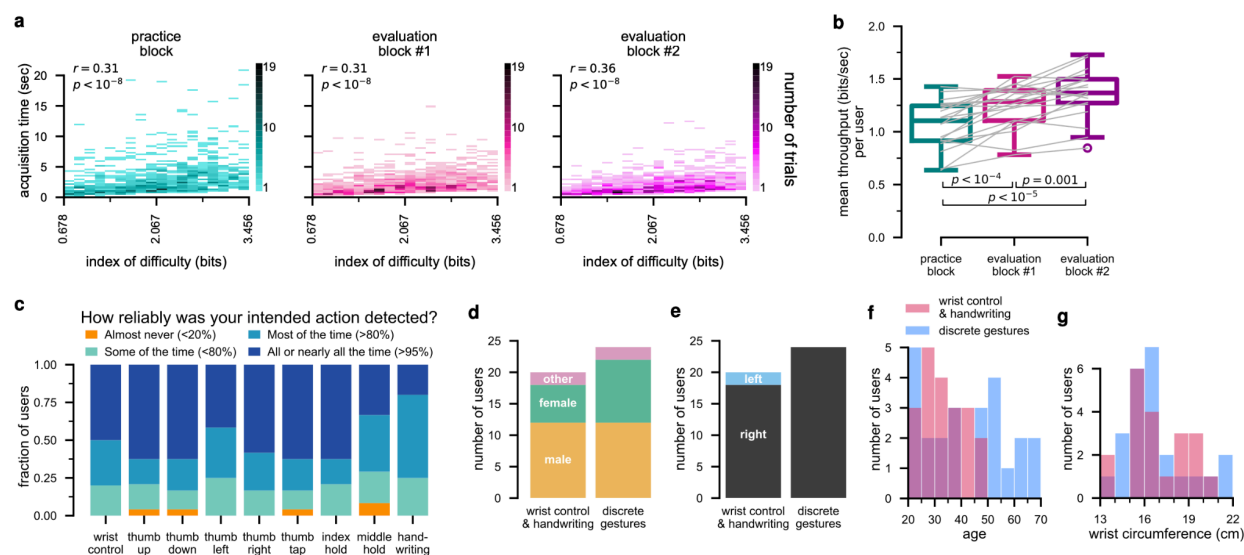 a
practice
block
evaluation
block #1
evaluation
block #2
acquisition time (sec)
20
15
10
5
0
r = 0.31
p < 10⁻⁸
r = 0.31
p < 10⁻⁸
r = 0.36
p < 10⁻⁸
19
10
1
19
10
1
19
10
1
number of trials
0.678
2.067
3.456
0.678
2.067
3.456
0.678
2.067
3.456
index of difficulty (bits)
index of difficulty (bits)
index of difficulty (bits)
b
mean throughput (bits/sec)
per user
2.0
1.5
1.0
0.5
0.0
p < 10⁻⁴
p = 0.001
p < 10⁻⁵
practice
block
evaluation
block #1
evaluation
block #2
c
How reliably was your intended action detected?
Almost never (<20%)
Most of the time (>80%)
Some of the time (<80%)
All or nearly all the time (>95%)
fraction of users
1.00
0.75
0.50
0.25
0.00
wrist
control
thumb
up
thumb
down
thumb
left
thumb
right
thumb
tap
index
hold
middle
hold
hand-
writing
d
number of users
25
20
15
10
5
0
other
female
male
wrist control
& handwriting
discrete
gestures
e
number of users
25
20
15
10
5
0
left
right
wrist control
& handwriting
discrete
gestures
f
wrist control
& handwriting
discrete gestures
number of users
5
4
3
2
1
0
20
30
40
50
60
70
age
g
number of users
6
4
2
0
13
16
19
22
wrist circumference (cm)